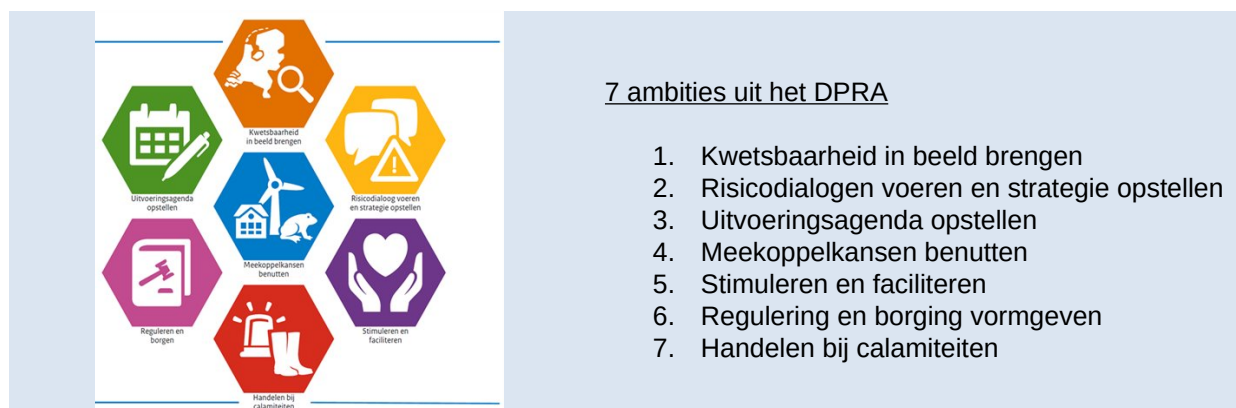 Kwetsbaarheid
in beeld brengen
Uitvoeringsagenda
opstellen
Risicodialoog voeren
en strategie opstellen
Meekoppelkansen
benutten
Reguleren en
borgen
Stimuleren en
faciliteren
Handelen bij
calamiteiten
7 ambities uit het DPRA
1. Kwetsbaarheid in beeld brengen
2. Risicodialogen voeren en strategie opstellen
3. Uitvoeringsagenda opstellen
4. Meekoppelkansen benutten
5. Stimuleren en faciliteren
6. Regulering en borging vormgeven
7. Handelen bij calamiteiten